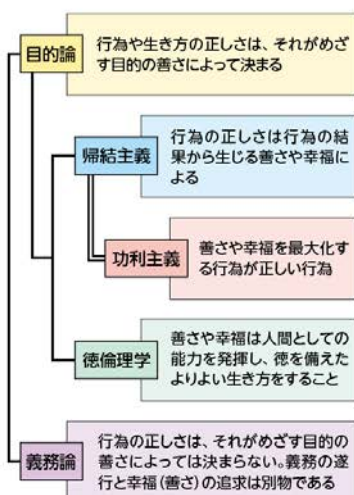 目的論
行為や生き方の正しさは、それがめざ
す目的の善さによって決まる
帰結主義
行為の正しさは行為の結
果から生じる善さや幸福に
よる
功利主義
善さや幸福を最大化す
る行為が正しい行為
徳倫理学
善さや幸福は人間としての
能力を発揮し、徳を備えた
よりよい生き方をすること
義務論
行為の正しさは、それがめざす目的の
善さによっては決まらない。義務の遂
行と幸福(善さ)の追求は別物である